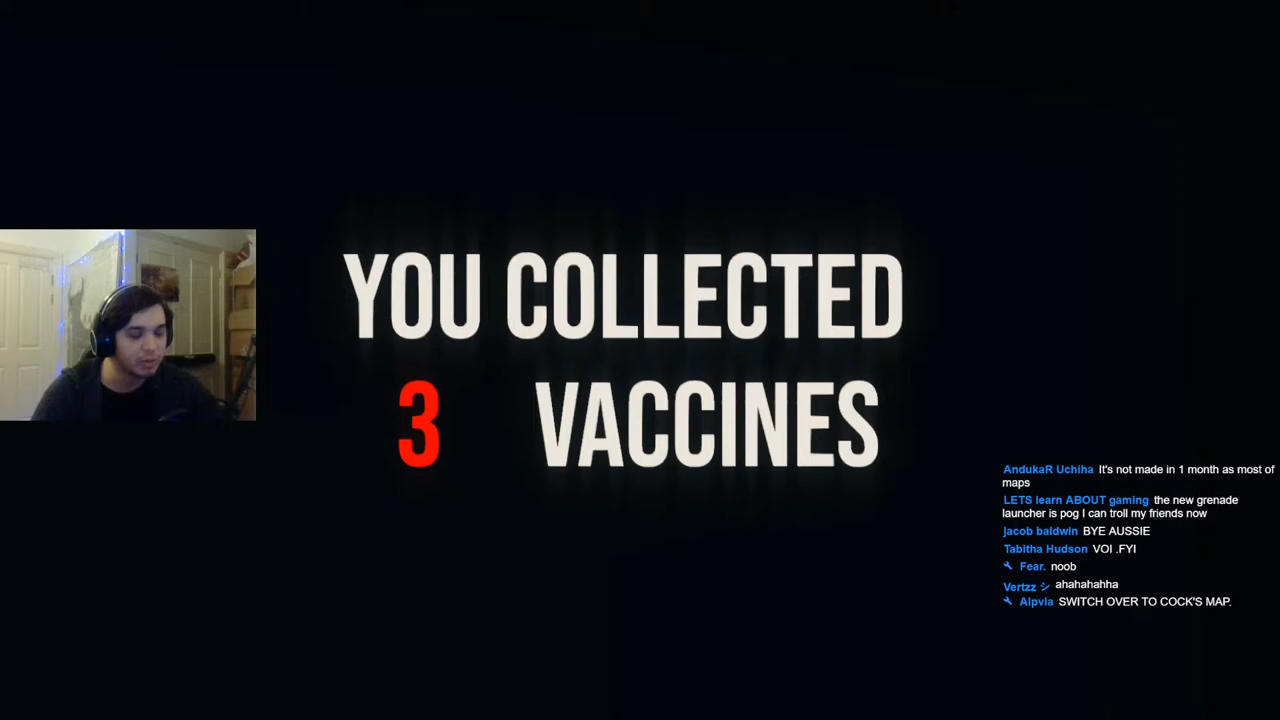 YOU COLLECTED
3 VACCINES
AndukaR Uchiha It's not made in 1 month as most of
maps
LETS learn ABOUT gaming the new grenade
launcher is pog I can troll my friends now
jacob baldwin BYE AUSSIE
Tabitha Hudson VOI .FYI
Fear. noob
Vertzz シ ahahahahha
Alpvia SWITCH OVER TO COCK'S MAP.